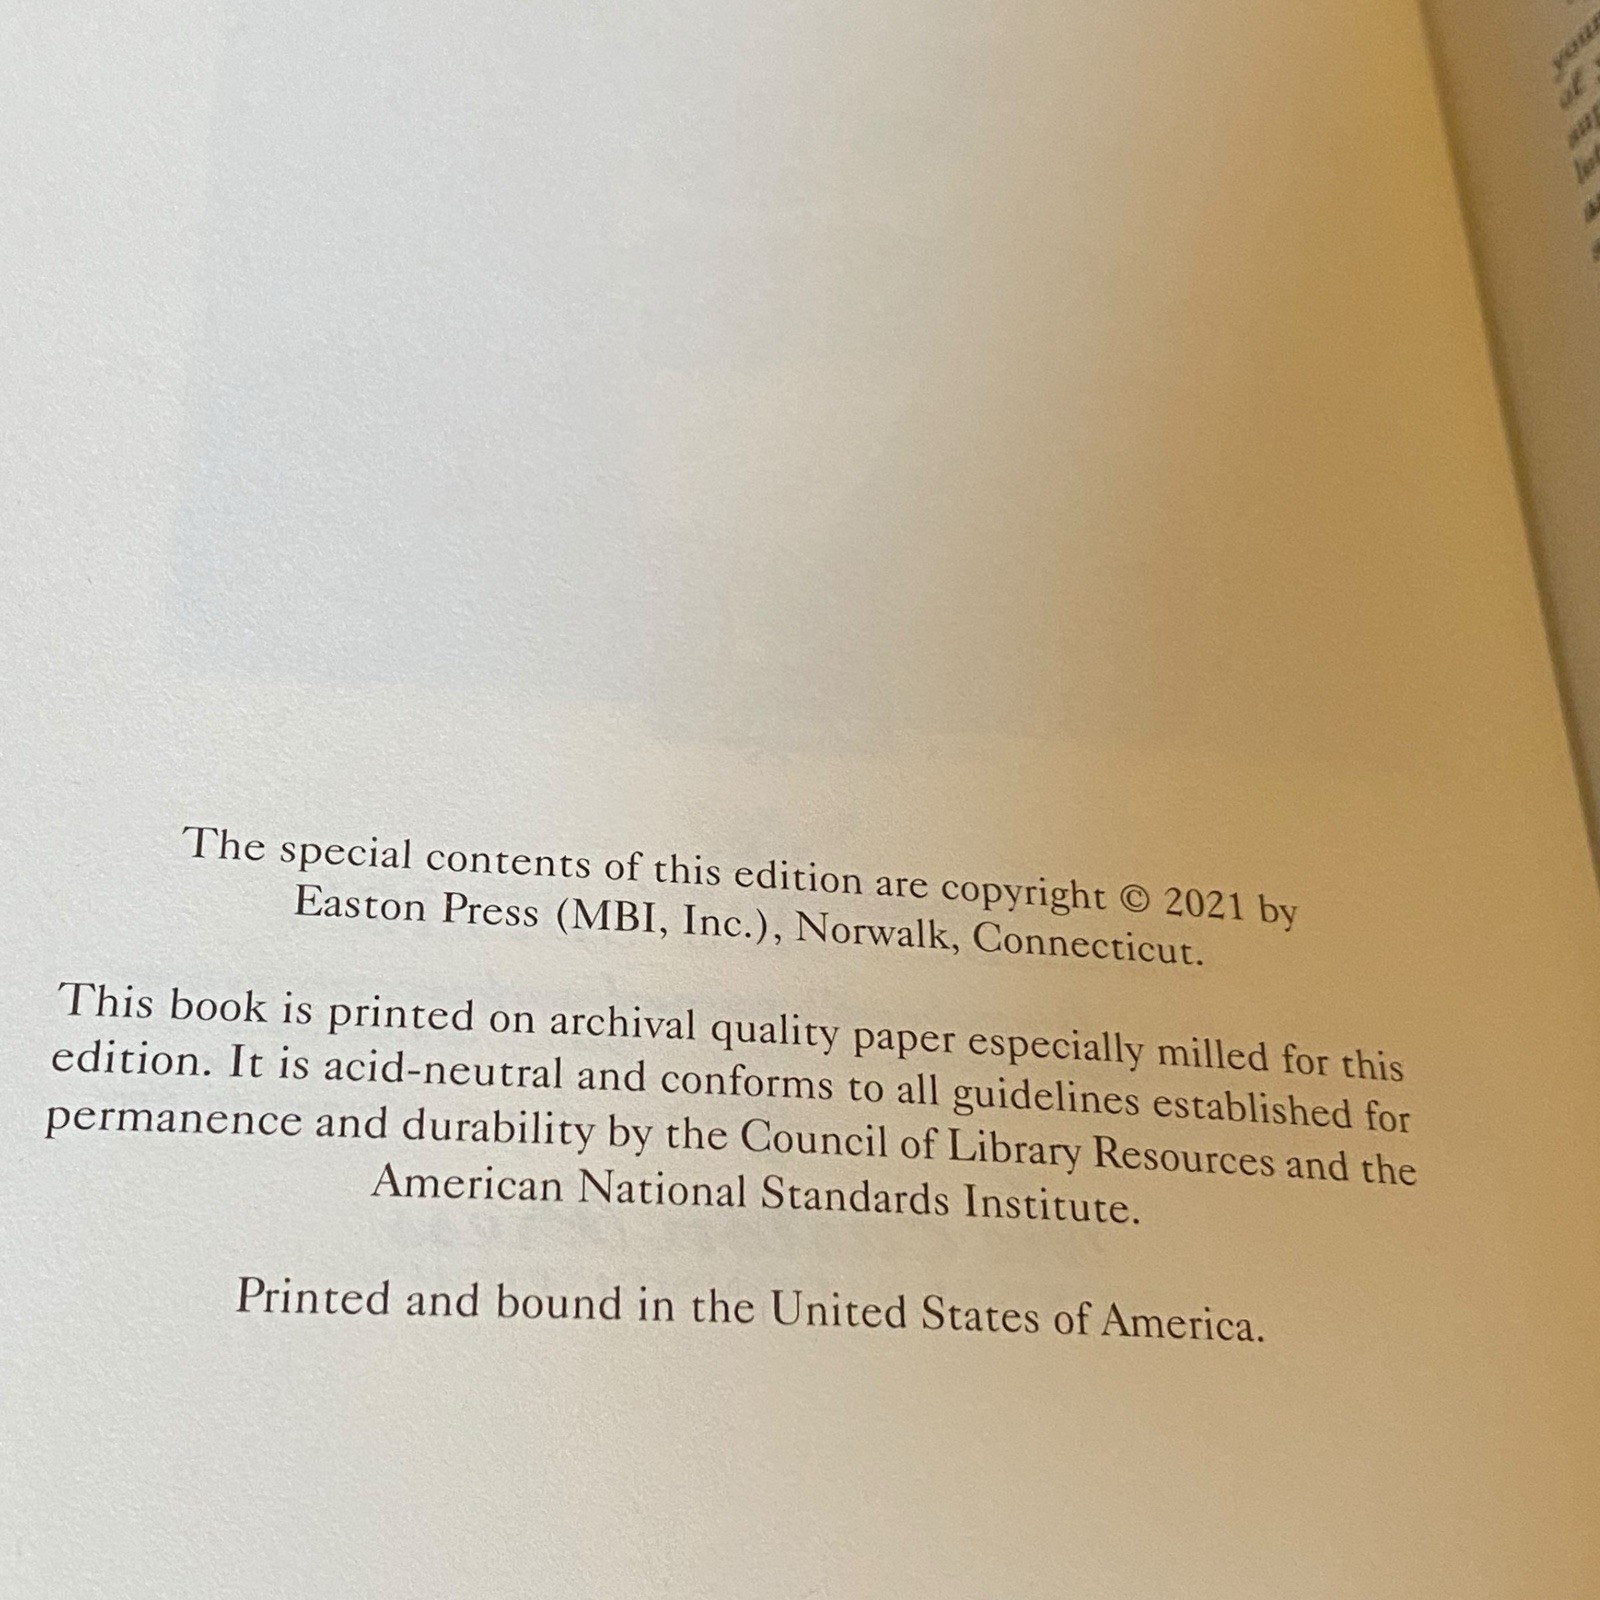 The special contents of this edition are copyright © 2021 by
Easton Press (MBI, Inc.), Norwalk, Connecticut.
This book is printed on archival quality paper especially milled for this
edition. It is acid-neutral and conforms to all guidelines established for
permanence and durability by the Council of Library Resources and the
American National Standards Institute.
Printed and bound in the United States of America.